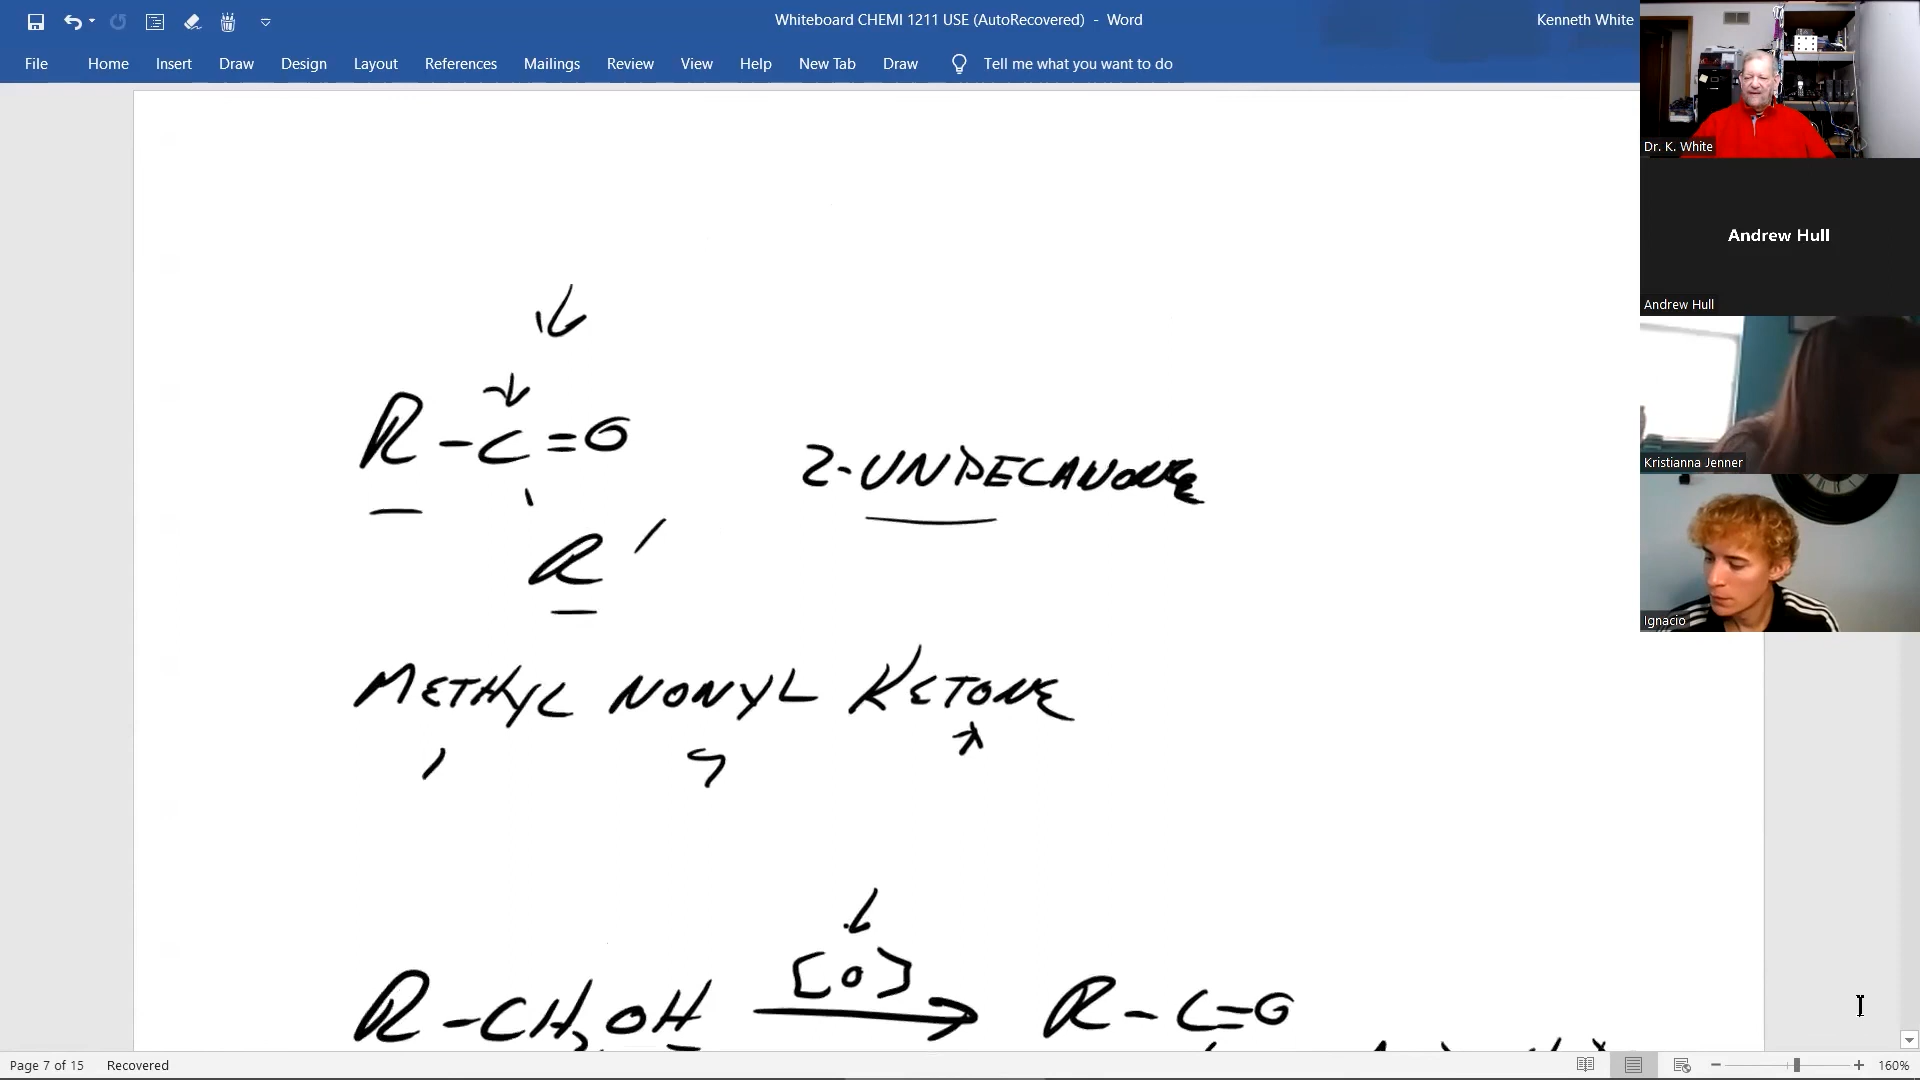 Whiteboard CHEMI 1211 USE (AutoRecovered) - Word
Kenneth White
File Home Insert Draw Design Layout References Mailings Review View Help New Tab Draw Tell me what you want to do
Dr. K. White
Andrew Hull
Andrew Hull
Kristianna Jenner
Ignacio
R-C=O
2-UNDECANONE
R'
METHYL NONYL KETONE
[O]
R-CH2OH → R-C=O
Page 7 of 15 Recovered
160%